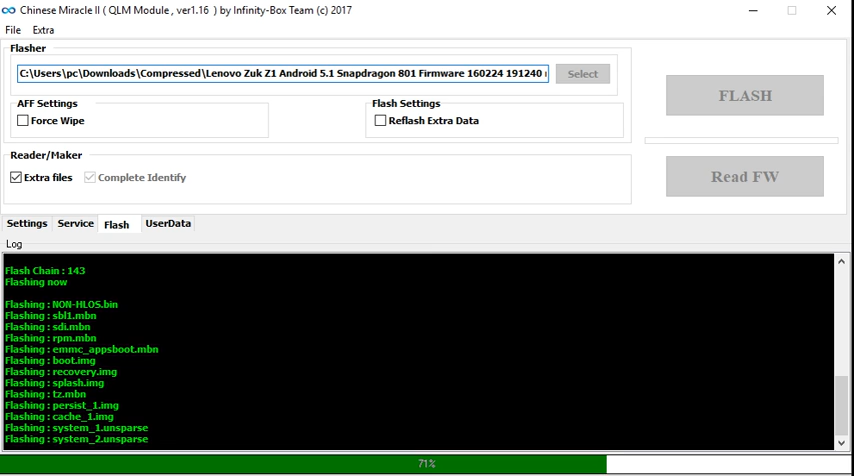 Chinese Miracle II ( QLM Module , ver1.16 ) by Infinity-Box Team (c) 2017
File Extra
Flasher
C:\Users\pc\Downloads\Compressed\Lenovo Zuk Z1 Android 5.1 Snapdragon 801 Firmware 160224 191240
Select
FLASH
AFF Settings
Flash Settings
Force Wipe
Reflash Extra Data
Reader/Maker
Extra files
Complete Identify
Read FW
Settings Service Flash UserData
Log
Flash Chain : 143
Flashing now
Flashing : NON-HLOS.bin
Flashing : sbl1.mbn
Flashing : sdi.mbn
Flashing : rpm.mbn
Flashing : emmc_appsboot.mbn
Flashing : boot.img
Flashing : recovery.img
Flashing : splash.img
Flashing : tz.mbn
Flashing : persist_1.img
Flashing : cache_1.img
Flashing : system_1.unsparse
Flashing : system_2.unsparse
71%